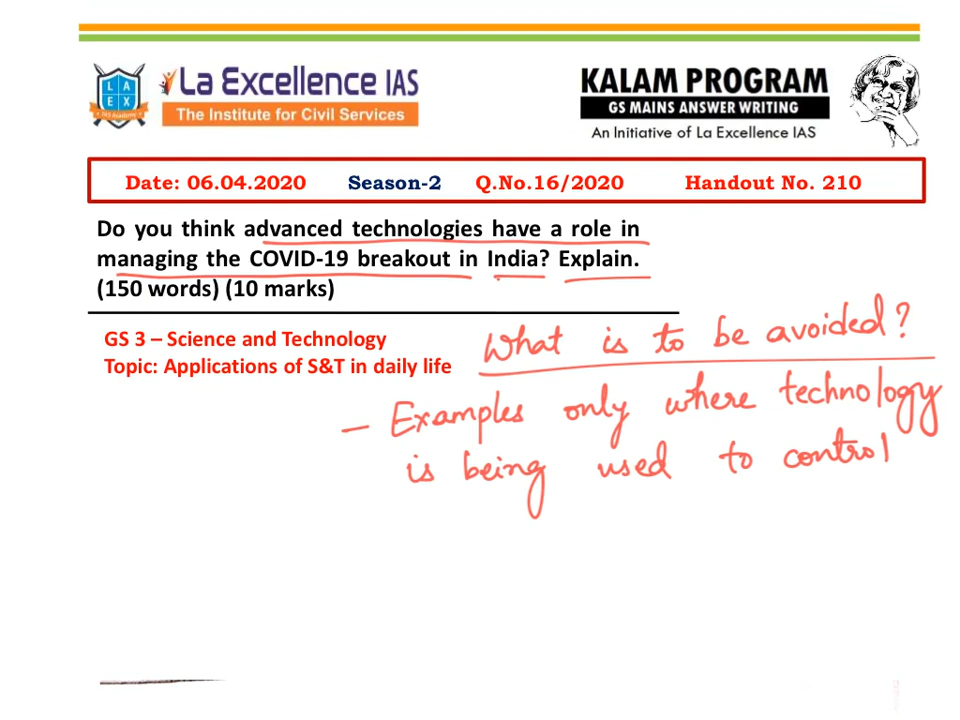 LA
EX
IAS Academy
La Excellence IAS
The Institute for Civil Services
KALAM PROGRAM
GS MAINS ANSWER WRITING
An Initiative of La Excellence IAS
Date: 06.04.2020 Season-2 Q.No.16/2020 Handout No. 210
Do you think advanced technologies have a role in
managing the COVID-19 breakout in India? Explain.
(150 words) (10 marks)
GS 3 – Science and Technology
Topic: Applications of S&T in daily life
What is to be avoided?
— Examples only where technology
is being used to control